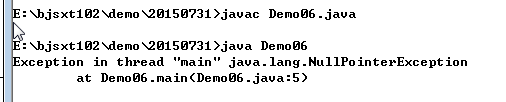 E:\bjsxt102\demo\20150731>javac Demo06.java
E:\bjsxt102\demo\20150731>java Demo06
Exception in thread "main" java.lang.NullPointerException
        at Demo06.main(Demo06.java:5)